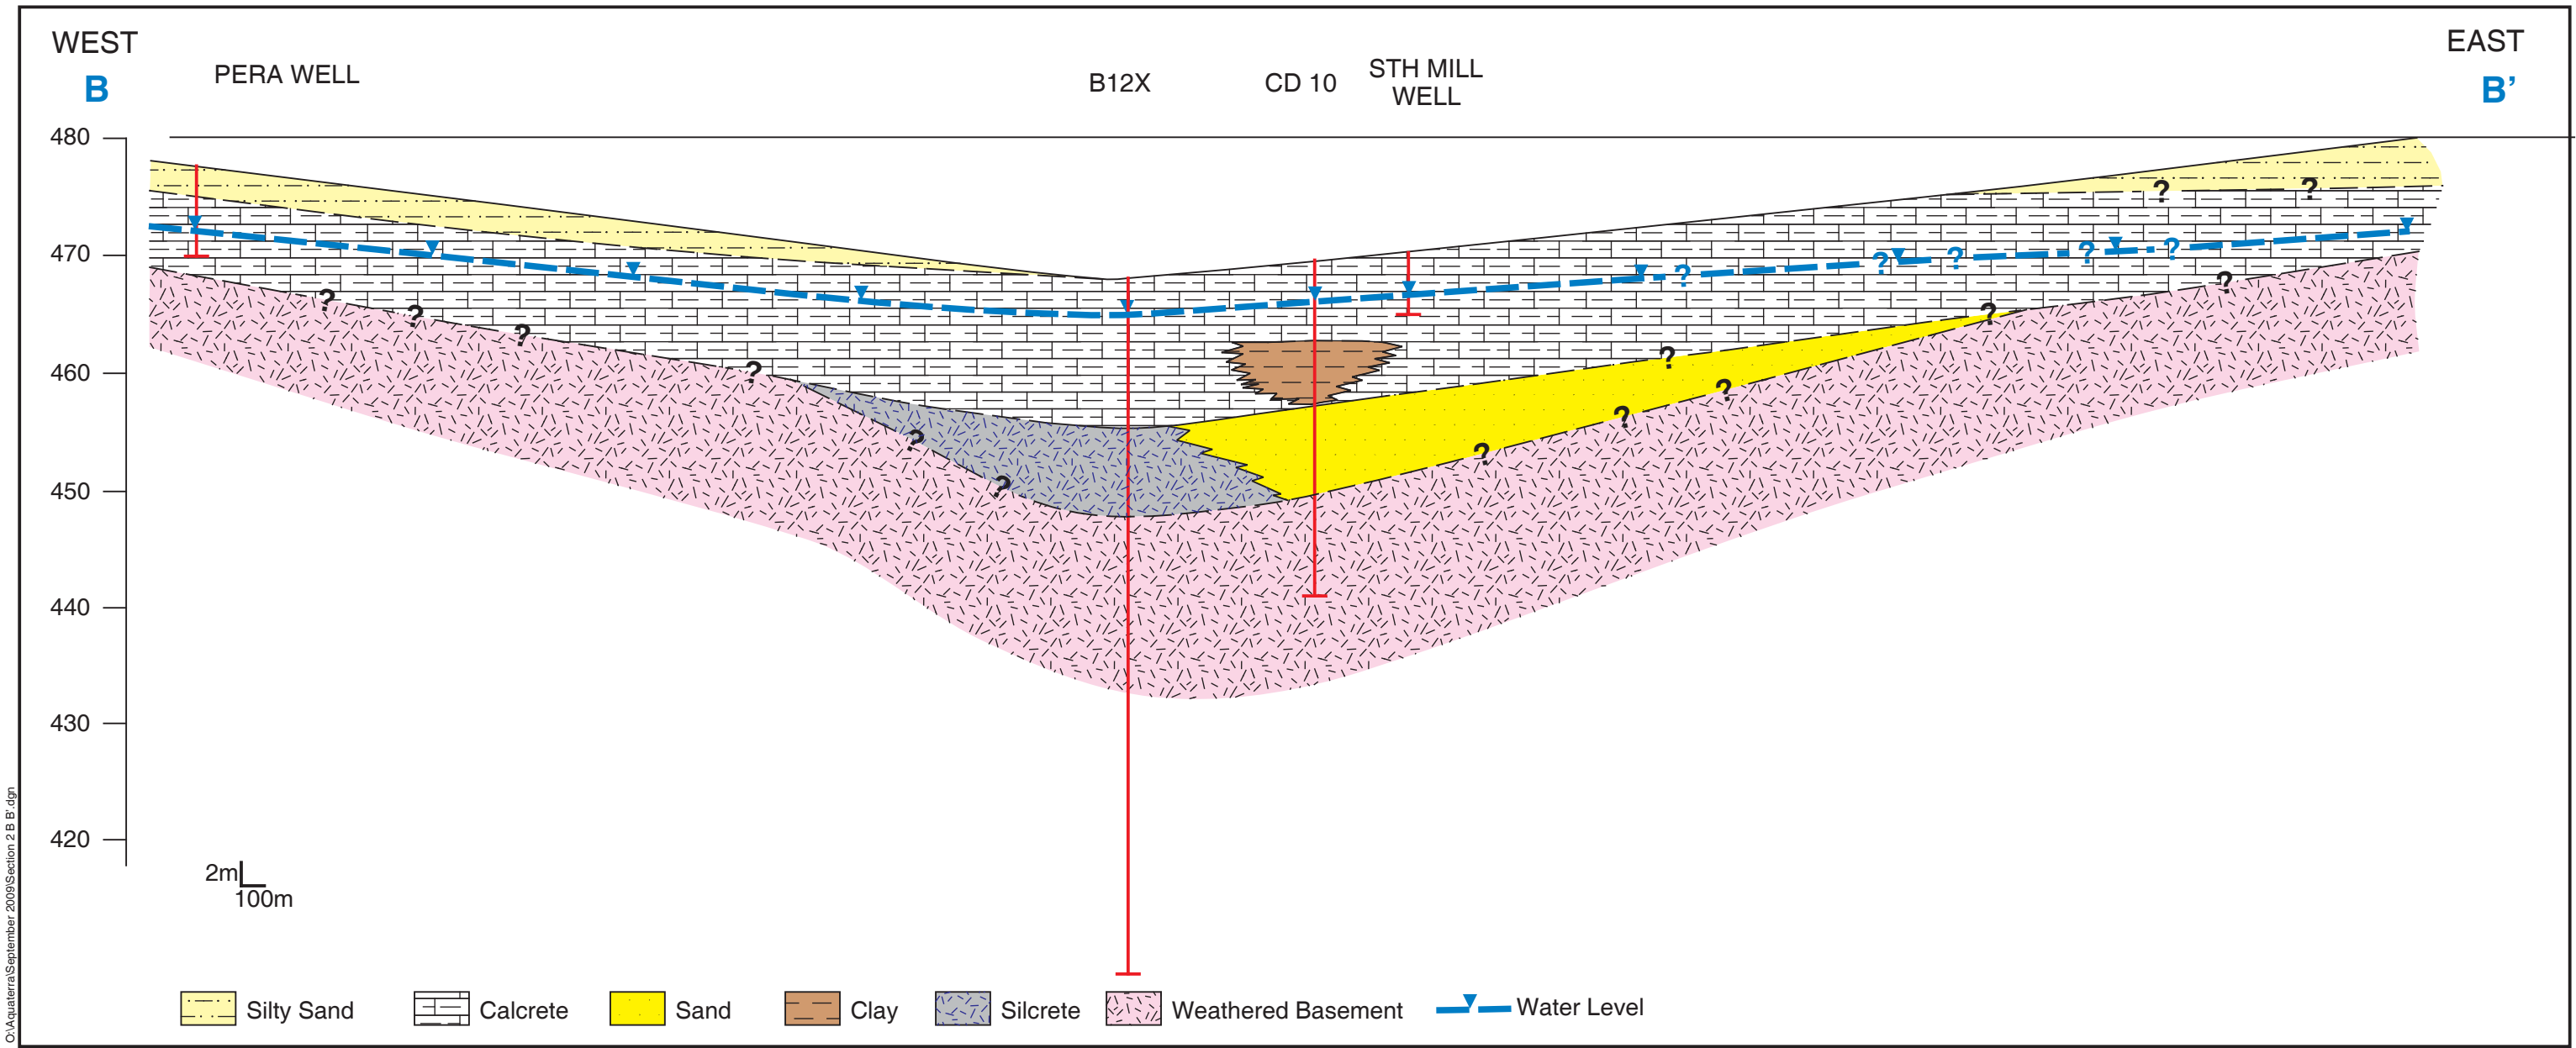 WEST
EAST
B
B’
PERA WELL
B12X
CD 10
STH MILL
WELL
480
470
460
450
440
430
420
? ?
? ? ? ? ? ?
?
? ? ? ?
? ?
? ?
? ?
?
2m
100m
Silty Sand
Calcrete
Sand
Clay
Silcrete
Weathered Basement
Water Level
O:\Aquaterra\September 2009\Section 2 B B'.dgn